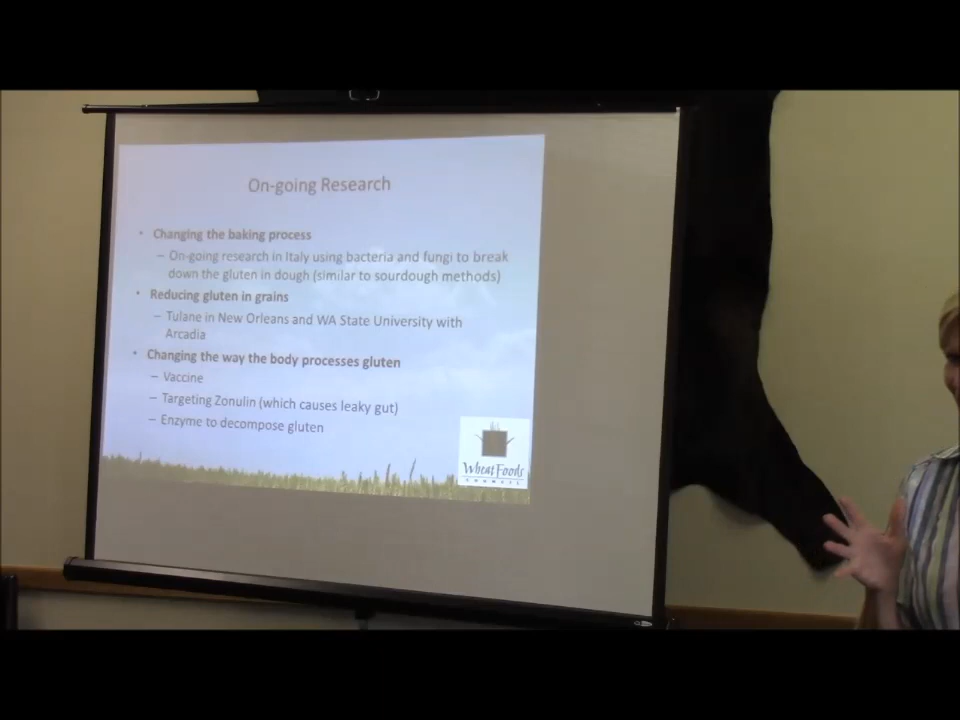 On-going Research
• Changing the baking process
– On-going research in Italy using bacteria and fungi to break
down the gluten in dough (similar to sourdough methods)
• Reducing gluten in grains
– Tulane in New Orleans and WA State University with
Arcadia
• Changing the way the body processes gluten
– Vaccine
– Targeting Zonulin (which causes leaky gut)
– Enzyme to decompose gluten
Wheat Foods
COUNCIL